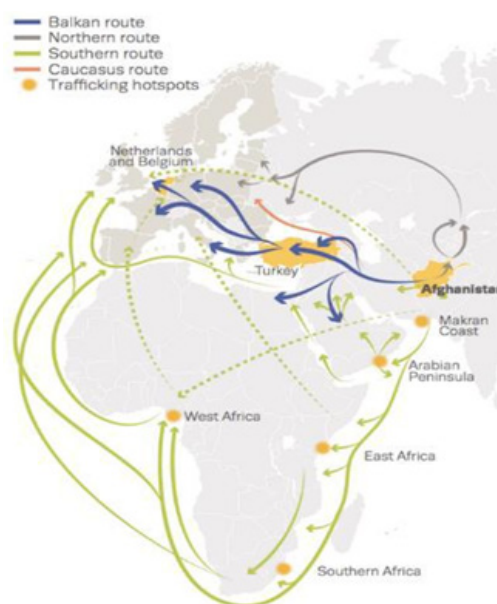 Balkan route
Northern route
Southern route
Caucasus route
Trafficking hotspots
Netherlands
and Belgium
Turkey
Afghanistan
Makran
Coast
Arabian
Peninsula
West Africa
East Africa
Southern Africa